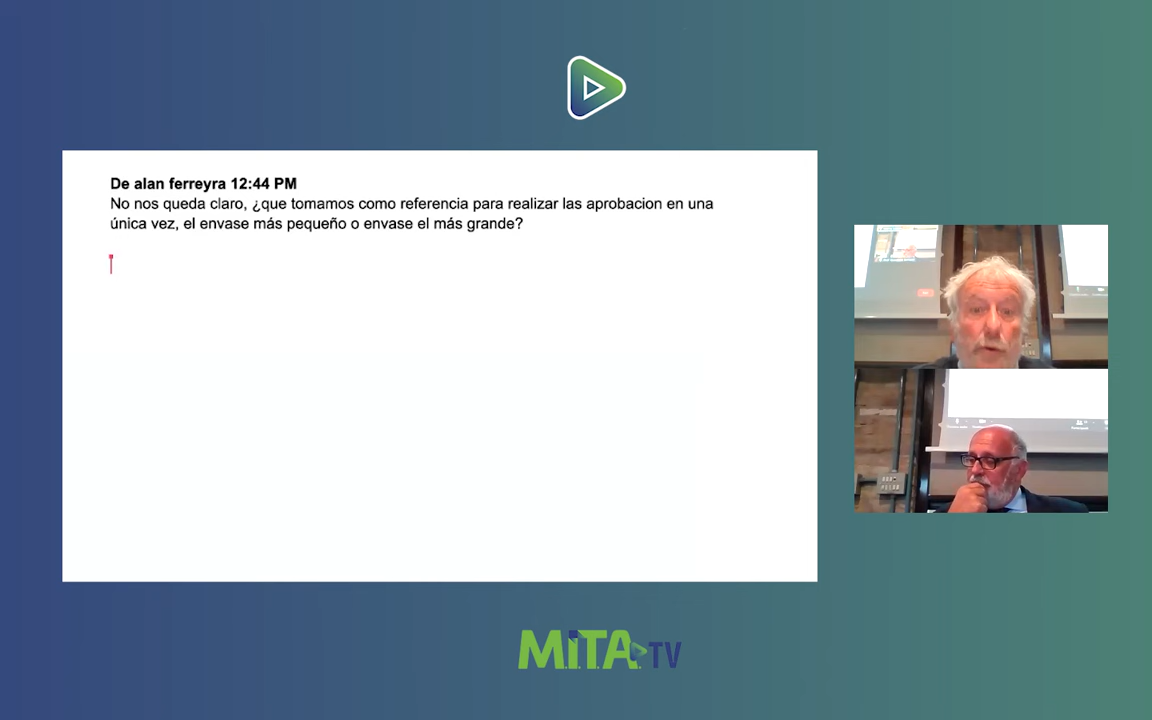 De alan ferreyra 12:44 PM
No nos queda claro, ¿que tomamos como referencia para realizar las aprobacion en una
única vez, el envase más pequeño o envase el más grande?
M.i.T.A. TV